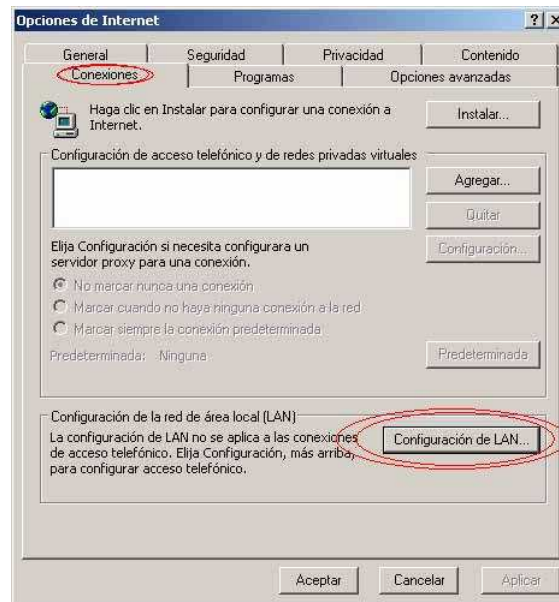 Opciones de Internet
General Seguridad Privacidad Contenido
Conexiones Programas Opciones avanzadas
Haga clic en Instalar para configurar una conexión a
Internet.
Instalar...
Configuración de acceso telefónico y de redes privadas virtuales
Agregar...
Quitar
Elija Configuración si necesita configurara un
servidor proxy para una conexión.
Configuración...
No marcar nunca una conexión
Marcar cuando no haya ninguna conexión a la red
Marcar siempre la conexión predeterminada
Predeterminada: Ninguna
Predeterminada
Configuración de la red de área local (LAN)
La configuración de LAN no se aplica a las conexiones
de acceso telefónico. Elija Configuración, más arriba,
para configurar acceso telefónico.
Configuración de LAN...
Aceptar Cancelar Aplicar